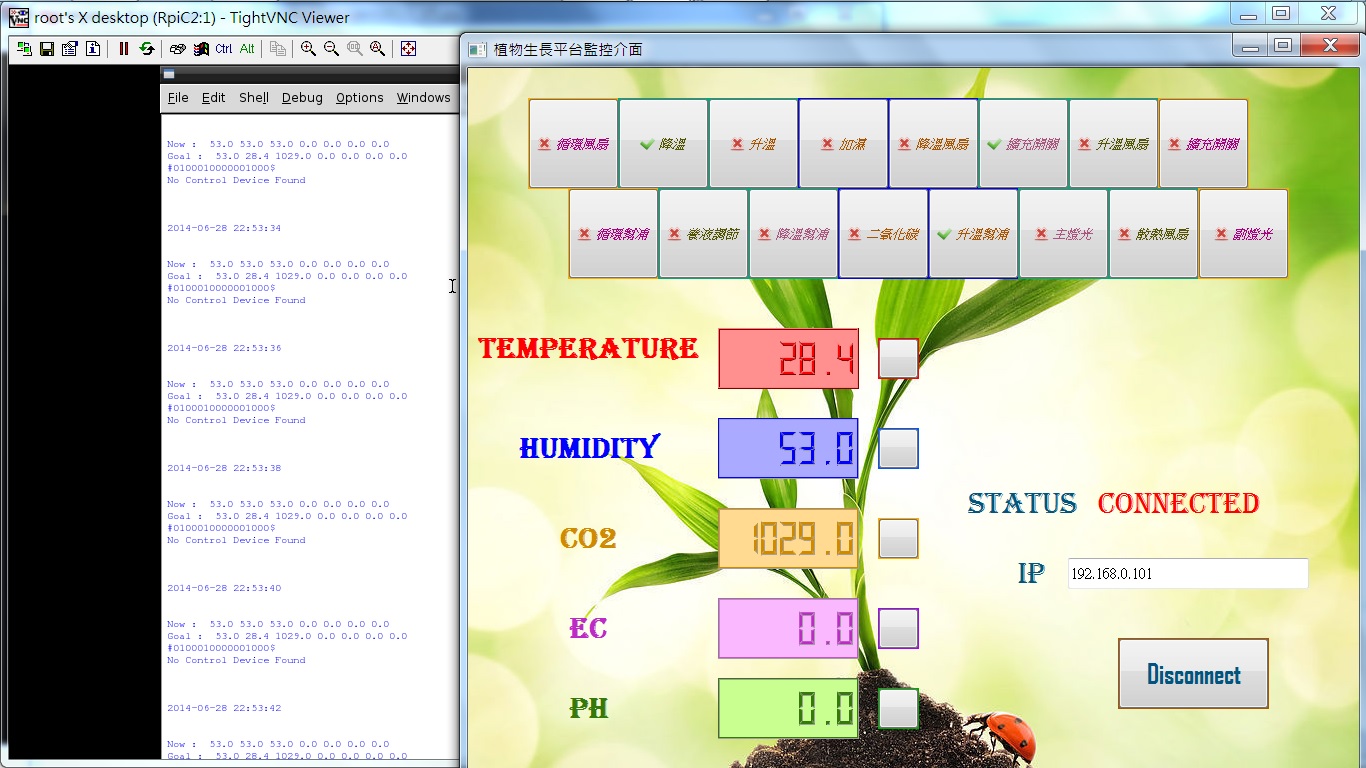 root's X desktop (RpiC2:1) - TightVNC Viewer
Ctrl Alt
File Edit Shell Debug Options Windows
Now :  53.0 53.0 53.0 0.0 0.0 0.0 0.0
Goal :  53.0 28.4 1029.0 0.0 0.0 0.0 0.0
#0100010000001000$
No Control Device Found
2014-06-28 22:53:34
Now :  53.0 53.0 53.0 0.0 0.0 0.0 0.0
Goal :  53.0 28.4 1029.0 0.0 0.0 0.0 0.0
#0100010000001000$
No Control Device Found
2014-06-28 22:53:36
Now :  53.0 53.0 53.0 0.0 0.0 0.0 0.0
Goal :  53.0 28.4 1029.0 0.0 0.0 0.0 0.0
#0100010000001000$
No Control Device Found
2014-06-28 22:53:38
Now :  53.0 53.0 53.0 0.0 0.0 0.0 0.0
Goal :  53.0 28.4 1029.0 0.0 0.0 0.0 0.0
#0100010000001000$
No Control Device Found
2014-06-28 22:53:40
Now :  53.0 53.0 53.0 0.0 0.0 0.0 0.0
Goal :  53.0 28.4 1029.0 0.0 0.0 0.0 0.0
#0100010000001000$
No Control Device Found
2014-06-28 22:53:42
Now :  53.0 53.0 53.0 0.0 0.0 0.0 0.0
Goal :  53.0 28.4 1029.0 0.0 0.0 0.0 0.0
植物生長平台監控介面
循環風扇 降溫 升溫 加濕 降溫風扇 擴充開關 升溫風扇 擴充開關
循環幫浦 養液調節 降溫幫浦 二氧化碳 升溫幫浦 主燈光 散熱風扇 副燈光
TEMPERATURE 28.4
HUMIDITY 53.0
CO2 1029.0
EC 0.0
PH 0.0
STATUS CONNECTED
IP 192.168.0.101
Disconnect